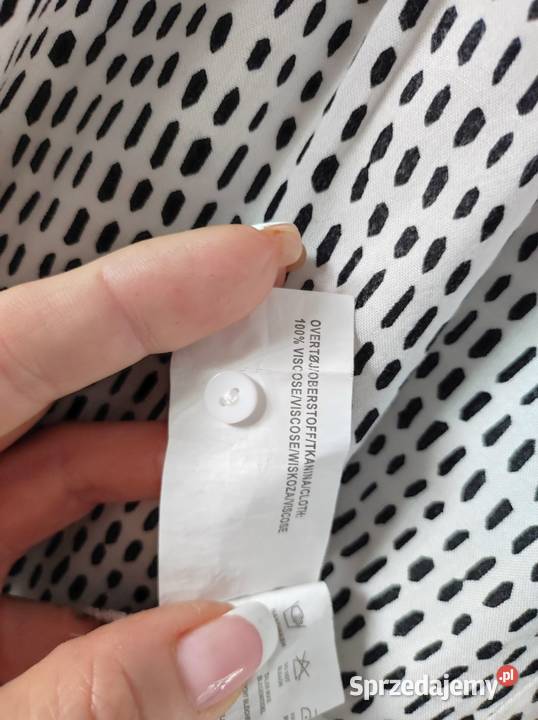 OVERTØJ/OBERSTOFF/TKANINA/CLOTH:
100% VISCOSE/VISCOSE/WISKOZA/VISCOSE
Sprzedajemy.pl